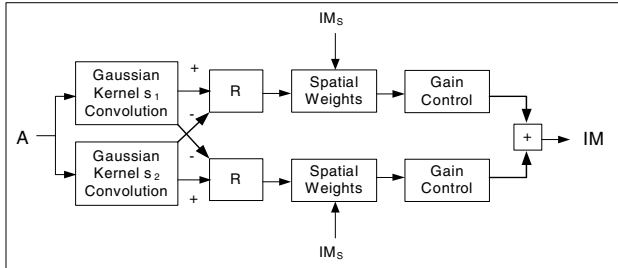 IMS
Gaussian
Kernel s1
Convolution
+
R
Spatial
Weights
Gain
Control
-
A
+
IM
-
Gaussian
Kernel s2
Convolution
+
R
Spatial
Weights
Gain
Control
IMS